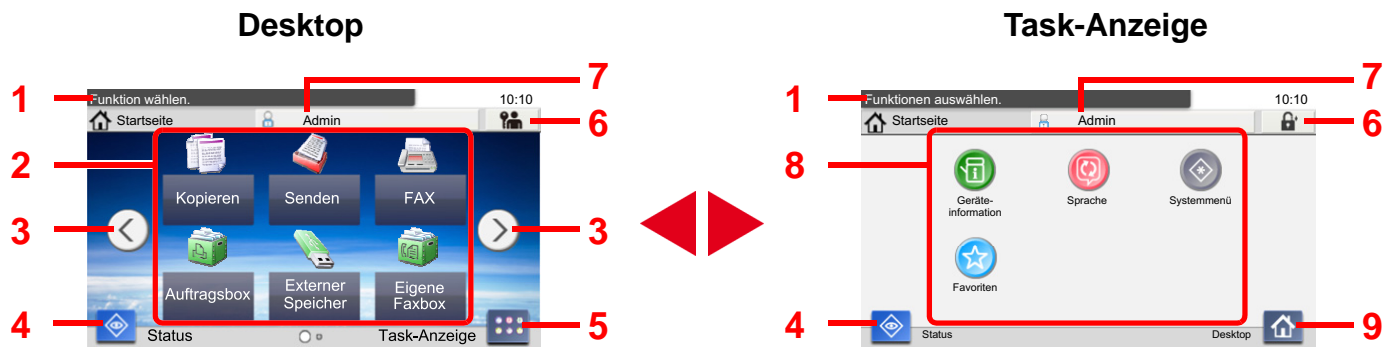 Desktop
Task-Anzeige
7
7
1
Funktion wählen.
10:10
1
Funktionen auswählen.
10:10
Startseite
Admin
6
Startseite
Admin
6
2
Kopieren
Senden
FAX
8
Geräte-
information
Sprache
Systemmenü
3
3
Auftragsbox
Externer
Speicher
Eigene
Faxbox
Favoriten
4
Status
Task-Anzeige
5
4
Status
Desktop
9